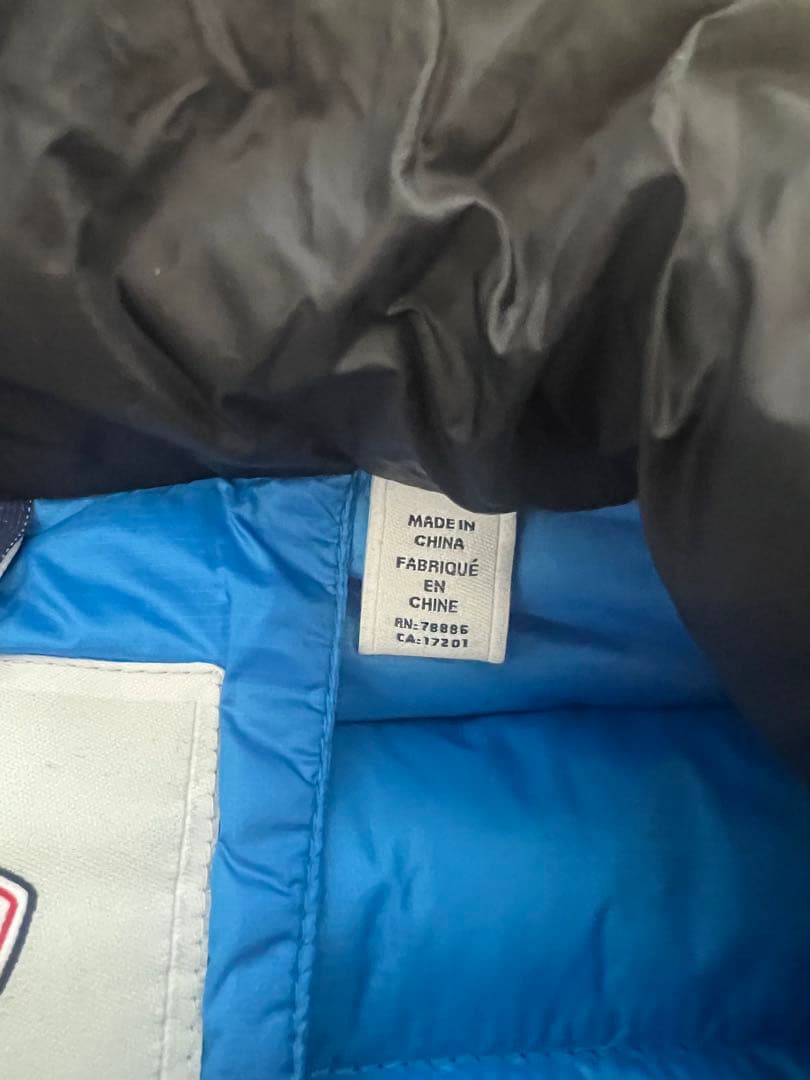 MADE IN
CHINA
FABRIQUÉ
EN
CHINE
RN:78886
CA:17201